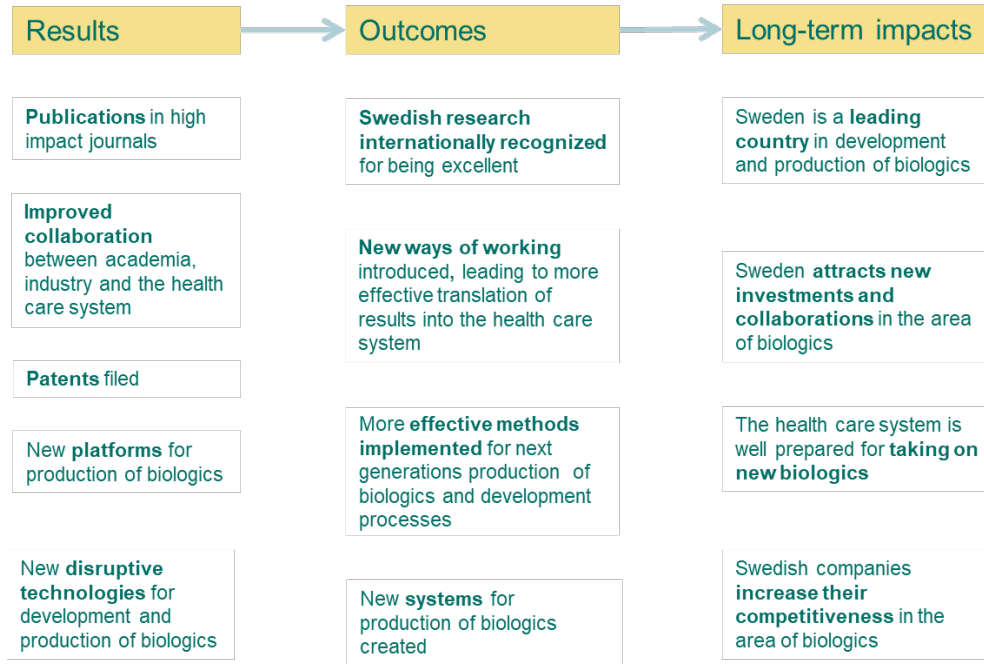 Results
Publications in high
impact journals
Improved
collaboration
between academia,
industry and the health
care system
Patents filed
New platforms for
production of biologics
New disruptive
technologies for
development and
production of biologics
Outcomes
Swedish research
internationally recognized
for being excellent
New ways of working
introduced, leading to more
effective translation of
results into the health care
system
More effective methods
implemented for next
generations production of
biologics and development
processes
New systems for
production of biologics
created
Long-term impacts
Sweden is a leading
country in development
and production of biologics
Sweden attracts new
investments and
collaborations in the area
of biologics
The health care system is
well prepared for taking on
new biologics
Swedish companies
increase their
competitiveness in the
area of biologics